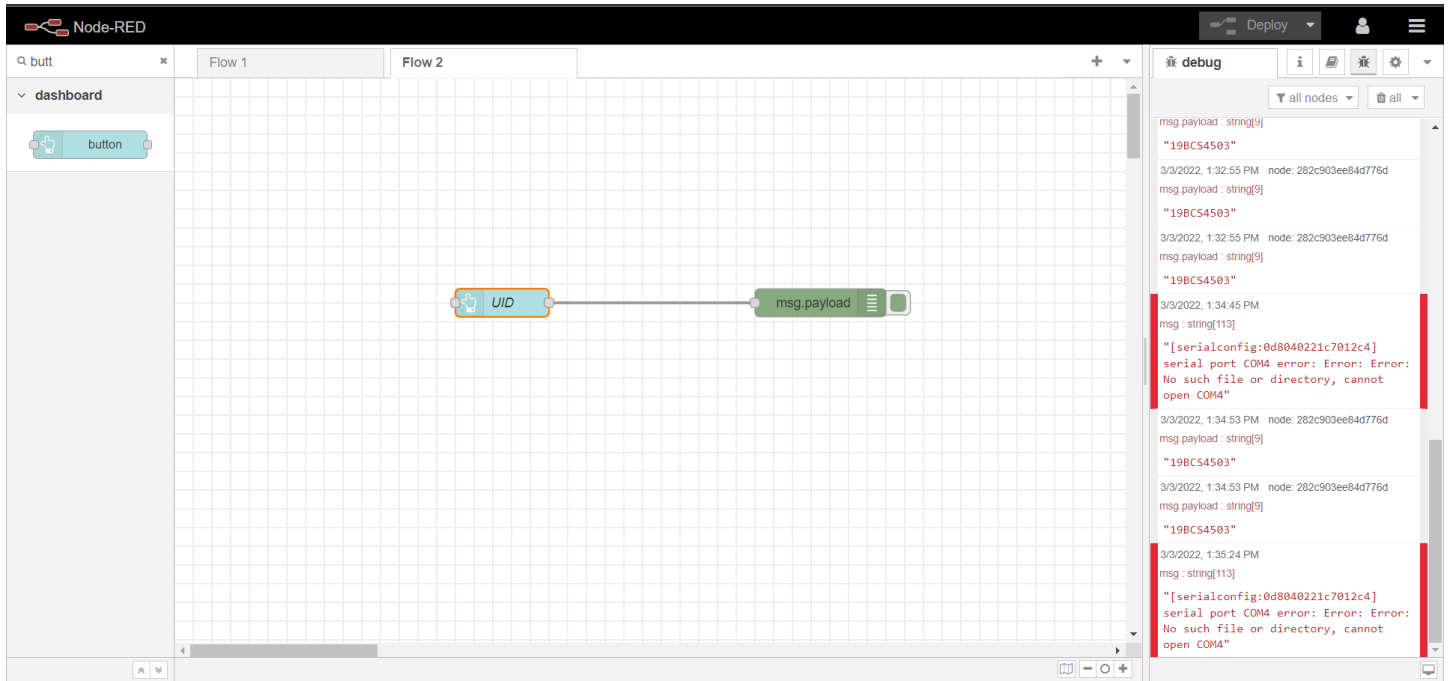 Node-RED
Deploy
butt
Flow 1
Flow 2
debug
i
dashboard
all nodes
all
button
UID
msg.payload
msg.payload : string[9]
"19BCS4503"
3/3/2022, 1:32:55 PM node: 282c903ee84d776d
msg.payload : string[9]
"19BCS4503"
3/3/2022, 1:32:55 PM node: 282c903ee84d776d
msg.payload : string[9]
"19BCS4503"
3/3/2022, 1:34:45 PM
msg : string[113]
"[serialconfig:0d8040221c7012c4]
serial port COM4 error: Error: Error:
No such file or directory, cannot
open COM4"
3/3/2022, 1:34:53 PM node: 282c903ee84d776d
msg.payload : string[9]
"19BCS4503"
3/3/2022, 1:34:53 PM node: 282c903ee84d776d
msg.payload : string[9]
"19BCS4503"
3/3/2022, 1:35:24 PM
msg : string[113]
"[serialconfig:0d8040221c7012c4]
serial port COM4 error: Error: Error:
No such file or directory, cannot
open COM4"